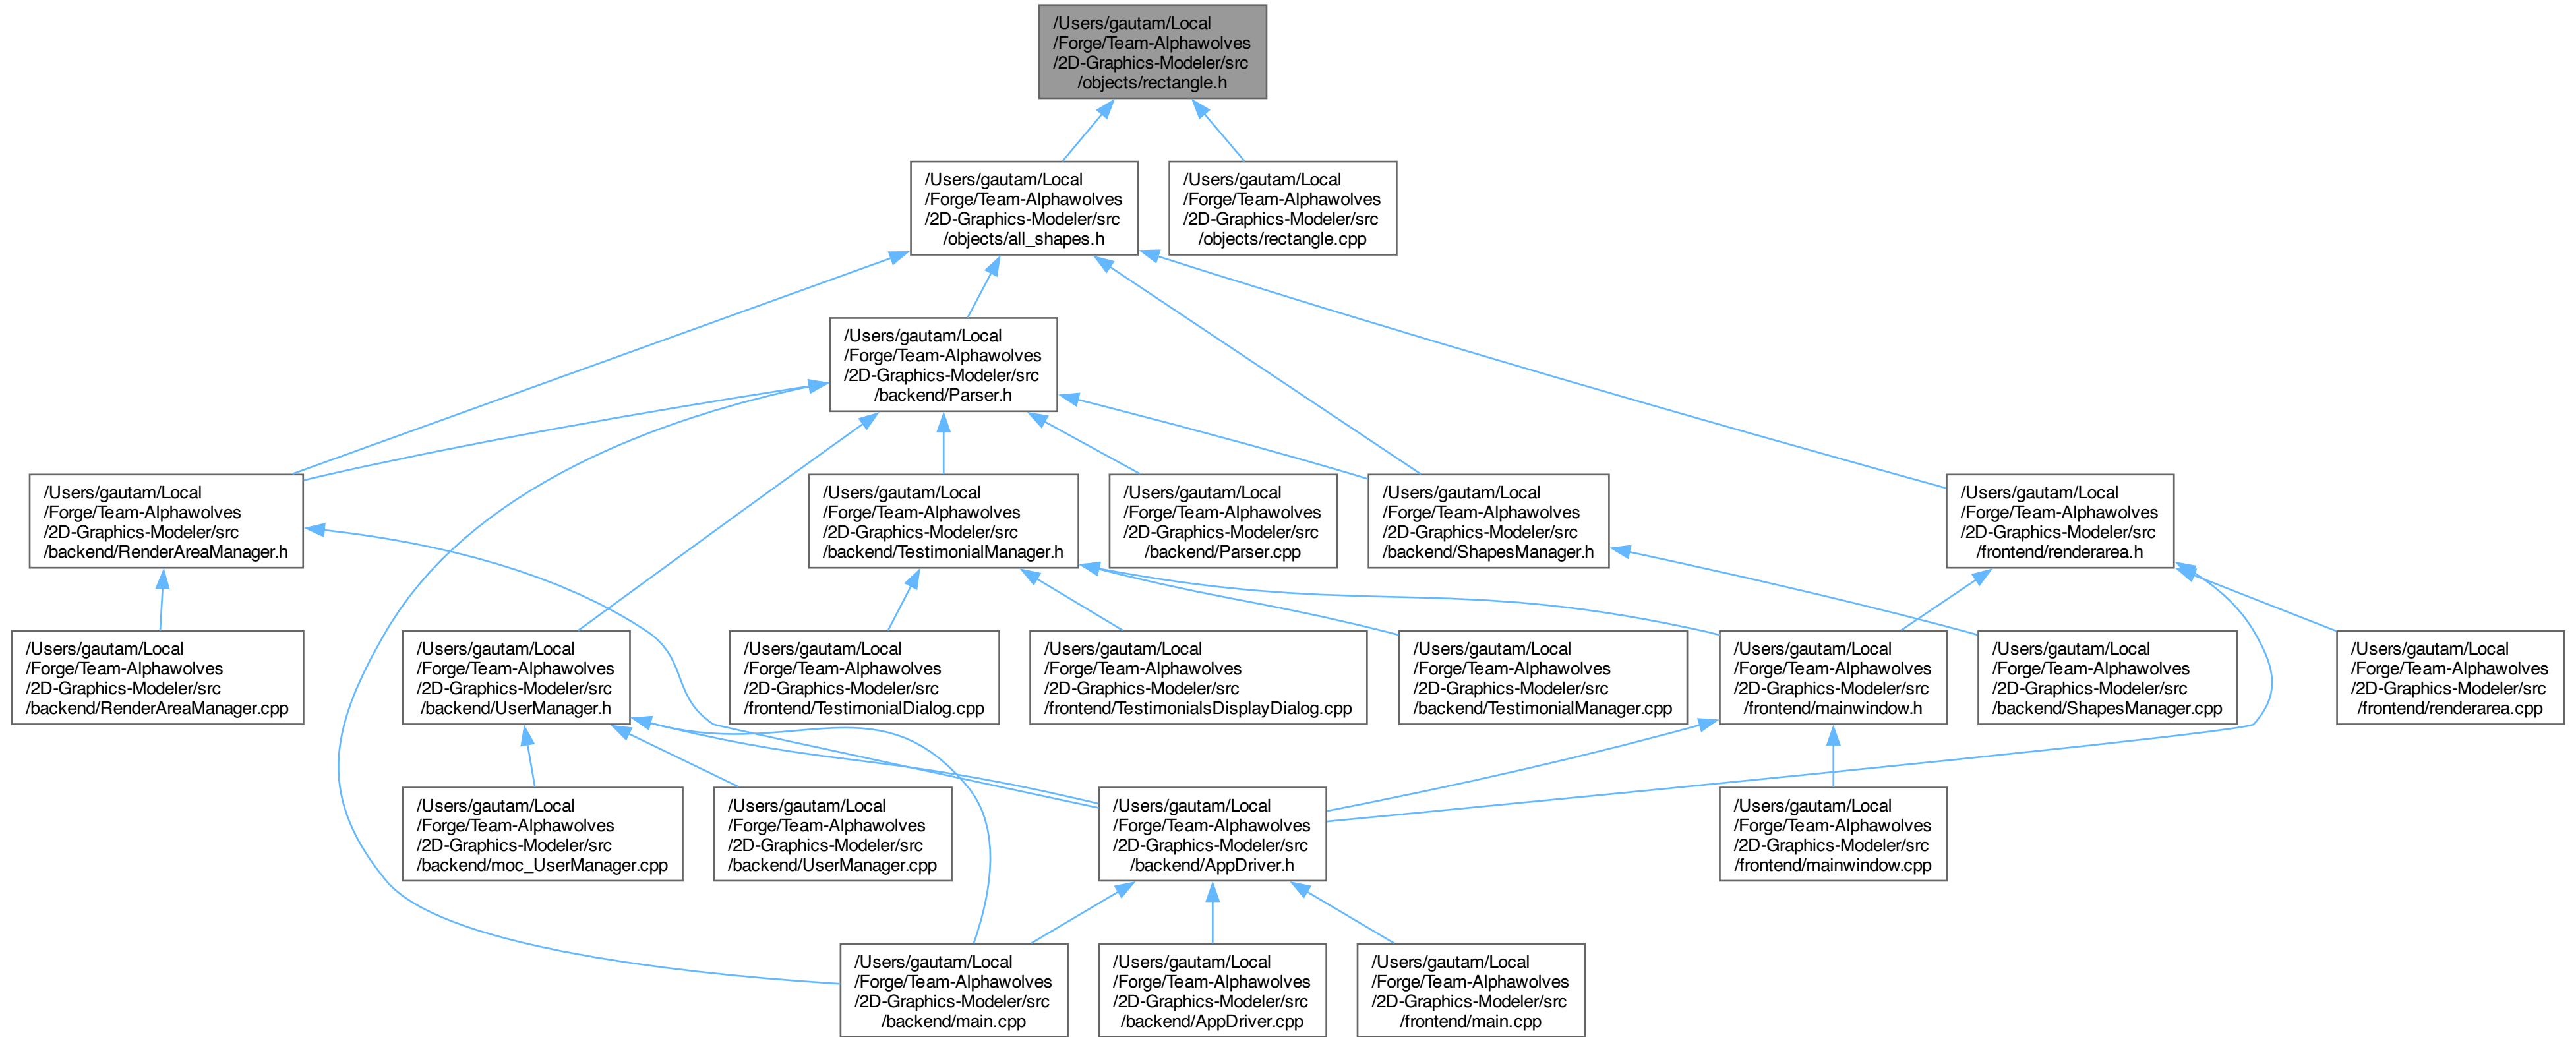 /Users/gautam/Local
/Forge/Team-Alphawolves
/2D-Graphics-Modeler/src
/objects/rectangle.h
/Users/gautam/Local
/Forge/Team-Alphawolves
/2D-Graphics-Modeler/src
/objects/all_shapes.h
/Users/gautam/Local
/Forge/Team-Alphawolves
/2D-Graphics-Modeler/src
/objects/rectangle.cpp
/Users/gautam/Local
/Forge/Team-Alphawolves
/2D-Graphics-Modeler/src
/backend/Parser.h
/Users/gautam/Local
/Forge/Team-Alphawolves
/2D-Graphics-Modeler/src
/backend/RenderAreaManager.h
/Users/gautam/Local
/Forge/Team-Alphawolves
/2D-Graphics-Modeler/src
/backend/TestimonialManager.h
/Users/gautam/Local
/Forge/Team-Alphawolves
/2D-Graphics-Modeler/src
/backend/Parser.cpp
/Users/gautam/Local
/Forge/Team-Alphawolves
/2D-Graphics-Modeler/src
/backend/ShapesManager.h
/Users/gautam/Local
/Forge/Team-Alphawolves
/2D-Graphics-Modeler/src
/frontend/renderarea.h
/Users/gautam/Local
/Forge/Team-Alphawolves
/2D-Graphics-Modeler/src
/backend/RenderAreaManager.cpp
/Users/gautam/Local
/Forge/Team-Alphawolves
/2D-Graphics-Modeler/src
/backend/UserManager.h
/Users/gautam/Local
/Forge/Team-Alphawolves
/2D-Graphics-Modeler/src
/frontend/TestimonialDialog.cpp
/Users/gautam/Local
/Forge/Team-Alphawolves
/2D-Graphics-Modeler/src
/frontend/TestimonialsDisplayDialog.cpp
/Users/gautam/Local
/Forge/Team-Alphawolves
/2D-Graphics-Modeler/src
/backend/TestimonialManager.cpp
/Users/gautam/Local
/Forge/Team-Alphawolves
/2D-Graphics-Modeler/src
/frontend/mainwindow.h
/Users/gautam/Local
/Forge/Team-Alphawolves
/2D-Graphics-Modeler/src
/backend/ShapesManager.cpp
/Users/gautam/Local
/Forge/Team-Alphawolves
/2D-Graphics-Modeler/src
/frontend/renderarea.cpp
/Users/gautam/Local
/Forge/Team-Alphawolves
/2D-Graphics-Modeler/src
/backend/moc_UserManager.cpp
/Users/gautam/Local
/Forge/Team-Alphawolves
/2D-Graphics-Modeler/src
/backend/UserManager.cpp
/Users/gautam/Local
/Forge/Team-Alphawolves
/2D-Graphics-Modeler/src
/backend/AppDriver.h
/Users/gautam/Local
/Forge/Team-Alphawolves
/2D-Graphics-Modeler/src
/frontend/mainwindow.cpp
/Users/gautam/Local
/Forge/Team-Alphawolves
/2D-Graphics-Modeler/src
/backend/main.cpp
/Users/gautam/Local
/Forge/Team-Alphawolves
/2D-Graphics-Modeler/src
/backend/AppDriver.cpp
/Users/gautam/Local
/Forge/Team-Alphawolves
/2D-Graphics-Modeler/src
/frontend/main.cpp